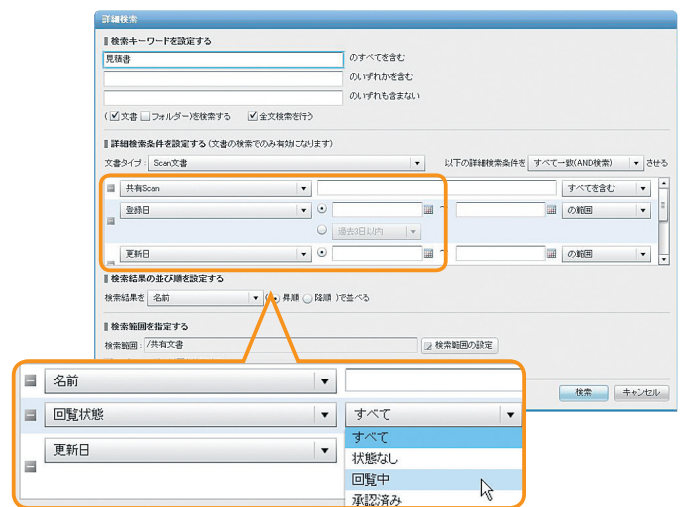 詳細検索
検索キーワードを設定する
見積書 のすべてを含む
のいずれかを含む
のいずれも含まない
(文書 フォルダー)を検索する 全文検索を行う
詳細検索条件を設定する(文書の検索でのみ有効になります)
文書タイプ: Scan文書 以下の詳細検索条件を すべて一致(AND検索) させる
共有Scan すべてを含む
登録日 ~ の範囲
過去3日以内
更新日 ~ の範囲
検索結果の並び順を設定する
検索結果を 名前 ( 昇順 降順 )で並べる
検索範囲を指定する
検索範囲: /共有文書 検索範囲の設定
検索 キャンセル
名前
回覧状態 すべて
すべて
更新日
状態なし
回覧中
承認済み